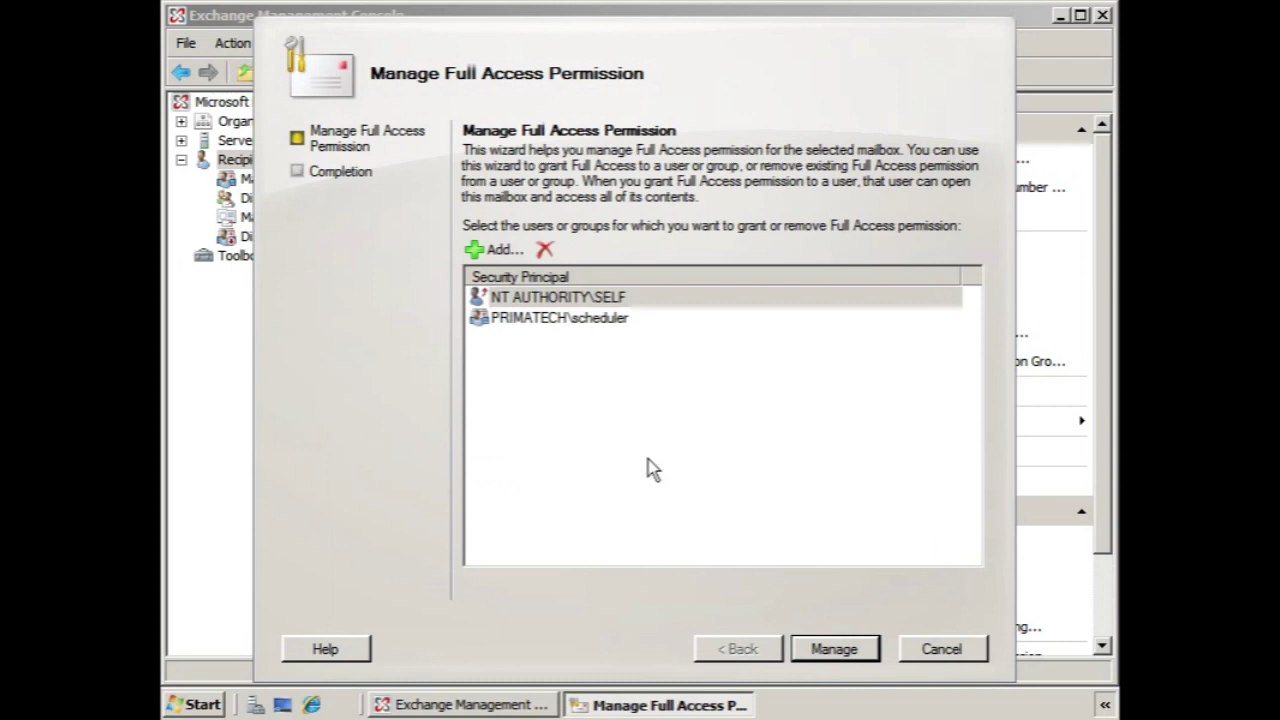 Exchange Management Console
File Action
Manage Full Access Permission
Microsoft
Organ
Serve
Recipi
M
Di
M
Di
Toolbo
Manage Full Access
Permission
Completion
Manage Full Access Permission
This wizard helps you manage Full Access permission for the selected mailbox. You can use
this wizard to grant Full Access to a user or group, or remove existing Full Access permission
from a user or group. When you grant Full Access permission to a user, that user can open
this mailbox and access all of its contents.
Select the users or groups for which you want to grant or remove Full Access permission:
Add...
Security Principal
NT AUTHORITY\SELF
PRIMATECH\scheduler
...
umber ...
...
on Gro...
ng...
Help
< Back
Manage
Cancel
Start
Exchange Management ...
Manage Full Access P...
«